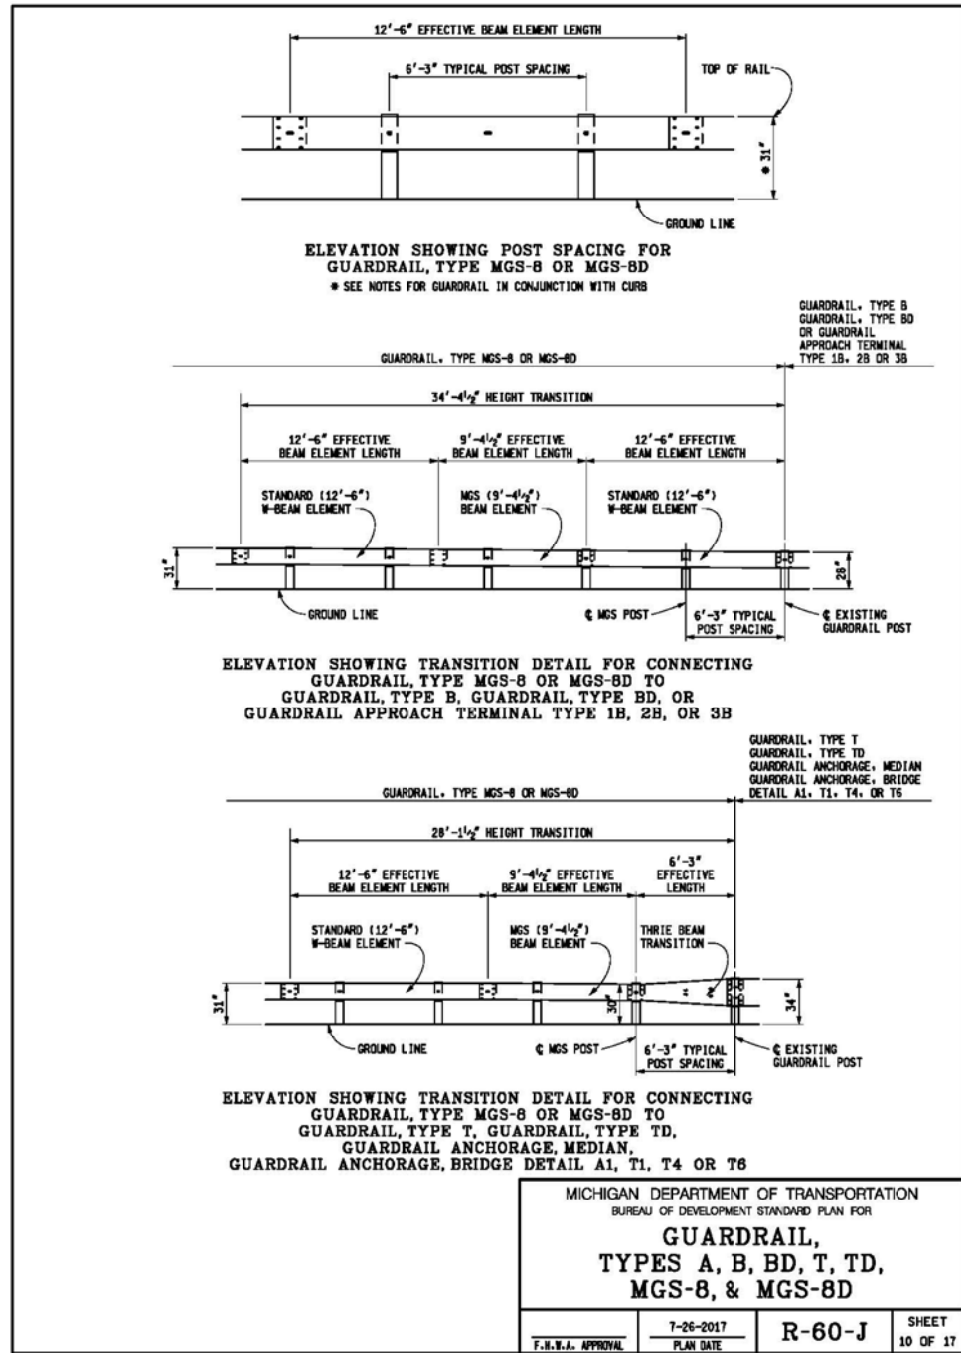 12'-6" EFFECTIVE BEAM ELEMENT LENGTH
6'-3" TYPICAL POST SPACING
TOP OF RAIL
* 31"
GROUND LINE
ELEVATION SHOWING POST SPACING FOR
GUARDRAIL, TYPE MGS-8 OR MGS-8D
* SEE NOTES FOR GUARDRAIL IN CONJUNCTION WITH CURB
GUARDRAIL, TYPE B
GUARDRAIL, TYPE BD
OR GUARDRAIL
APPROACH TERMINAL
TYPE 1B, 2B OR 3B
GUARDRAIL, TYPE MGS-8 OR MGS-8D
34'-4½" HEIGHT TRANSITION
12'-6" EFFECTIVE
BEAM ELEMENT LENGTH
9'-4½" EFFECTIVE
BEAM ELEMENT LENGTH
12'-6" EFFECTIVE
BEAM ELEMENT LENGTH
STANDARD (12'-6")
W-BEAM ELEMENT
MGS (9'-4½")
BEAM ELEMENT
STANDARD (12'-6")
W-BEAM ELEMENT
31"
28"
GROUND LINE
℄ MGS POST
6'-3" TYPICAL
POST SPACING
℄ EXISTING
GUARDRAIL POST
ELEVATION SHOWING TRANSITION DETAIL FOR CONNECTING
GUARDRAIL, TYPE MGS-8 OR MGS-8D TO
GUARDRAIL, TYPE B, GUARDRAIL, TYPE BD, OR
GUARDRAIL APPROACH TERMINAL TYPE 1B, 2B, OR 3B
GUARDRAIL, TYPE T
GUARDRAIL, TYPE TD
GUARDRAIL ANCHORAGE, MEDIAN
GUARDRAIL ANCHORAGE, BRIDGE
DETAIL A1, T1, T4, OR T6
GUARDRAIL, TYPE MGS-8 OR MGS-8D
28'-1½" HEIGHT TRANSITION
12'-6" EFFECTIVE
BEAM ELEMENT LENGTH
9'-4½" EFFECTIVE
BEAM ELEMENT LENGTH
6'-3"
EFFECTIVE
LENGTH
STANDARD (12'-6")
W-BEAM ELEMENT
MGS (9'-4½")
BEAM ELEMENT
THRIE BEAM
TRANSITION
31"
30"
34"
GROUND LINE
℄ MGS POST
6'-3" TYPICAL
POST SPACING
℄ EXISTING
GUARDRAIL POST
ELEVATION SHOWING TRANSITION DETAIL FOR CONNECTING
GUARDRAIL, TYPE MGS-8 OR MGS-8D TO
GUARDRAIL, TYPE T, GUARDRAIL, TYPE TD,
GUARDRAIL ANCHORAGE, MEDIAN,
GUARDRAIL ANCHORAGE, BRIDGE DETAIL A1, T1, T4 OR T6
MICHIGAN DEPARTMENT OF TRANSPORTATION
BUREAU OF DEVELOPMENT STANDARD PLAN FOR
GUARDRAIL,
TYPES A, B, BD, T, TD,
MGS-8, & MGS-8D
F.H.W.A. APPROVAL
7-26-2017
PLAN DATE
R-60-J
SHEET
10 OF 17